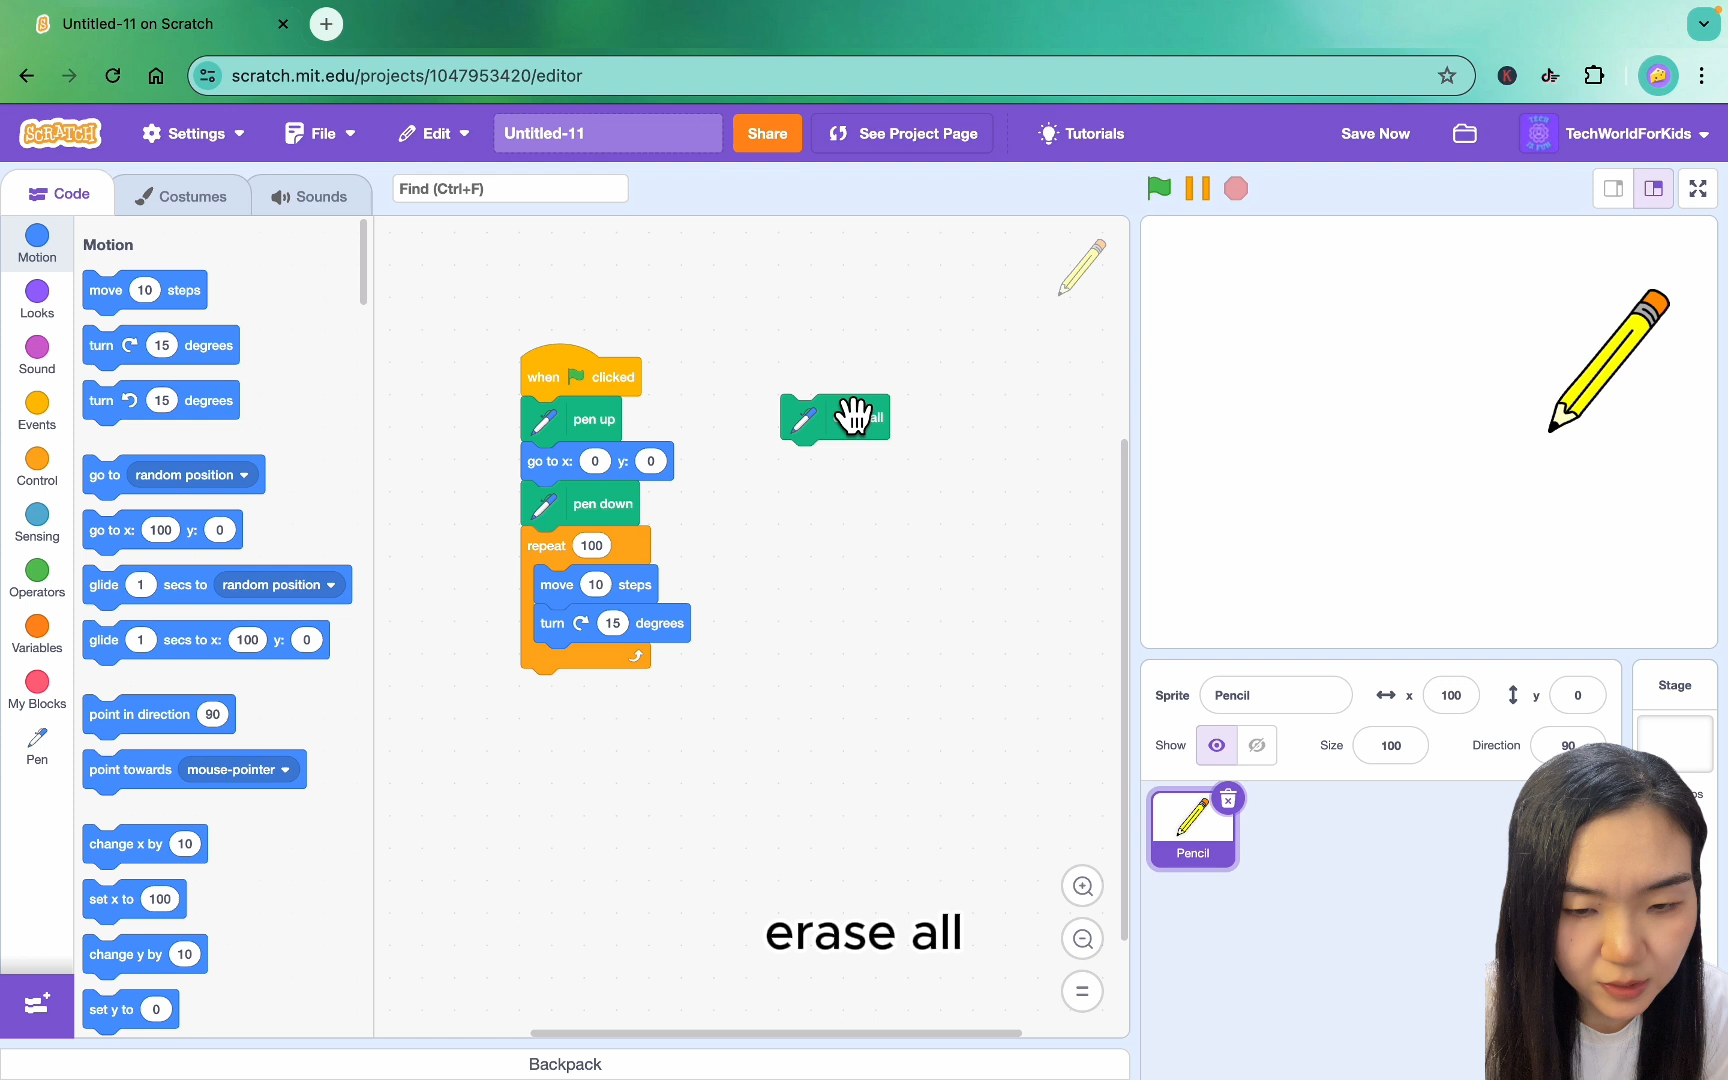 Untitled-11 on Scratch
scratch.mit.edu/projects/1047953420/editor
SCRATCH
Settings
File
Edit
Untitled-11
Share
See Project Page
Tutorials
Save Now
TechWorldForKids
Code
Costumes
Sounds
Find (Ctrl+F)
Motion
Looks
Sound
Events
Control
Sensing
Operators
Variables
My Blocks
Pen
Motion
move 10 steps
turn 15 degrees
turn 15 degrees
go to random position
go to x: 100 y: 0
glide 1 secs to random position
glide 1 secs to x: 100 y: 0
point in direction 90
point towards mouse-pointer
change x by 10
set x to 100
change y by 10
set y to 0
when clicked
pen up
go to x: 0 y: 0
pen down
repeat 100
move 10 steps
turn 15 degrees
all
erase all
Backpack
Sprite Pencil x 100 y 0
Show Size 100 Direction 90
Pencil
Stage